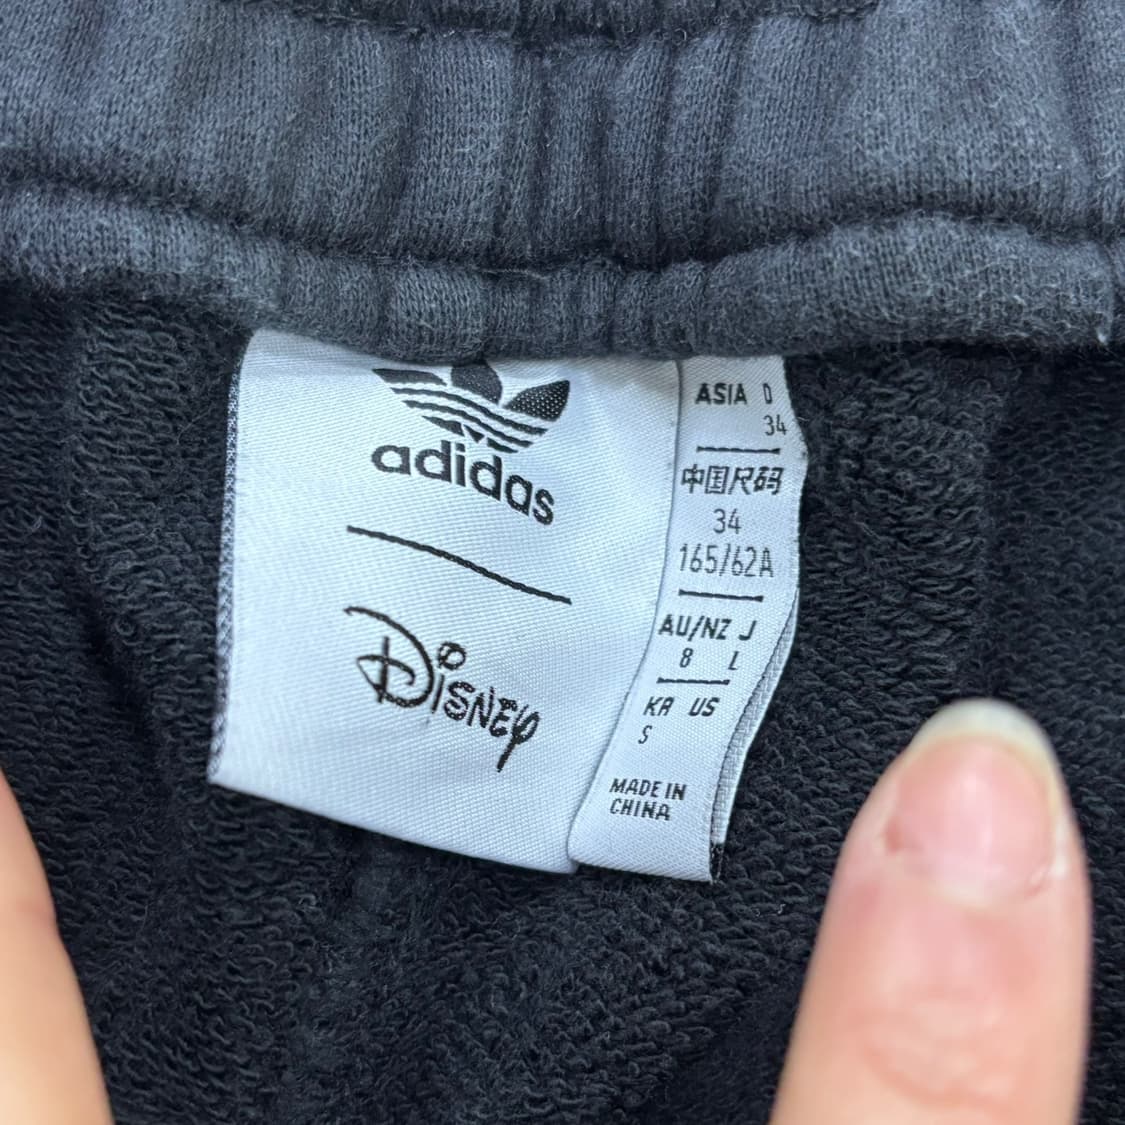 adidas
Disney
ASIA D
34
中国尺码
34
165/62A
AU/NZ J
8 L
KR US
S
MADE IN
CHINA